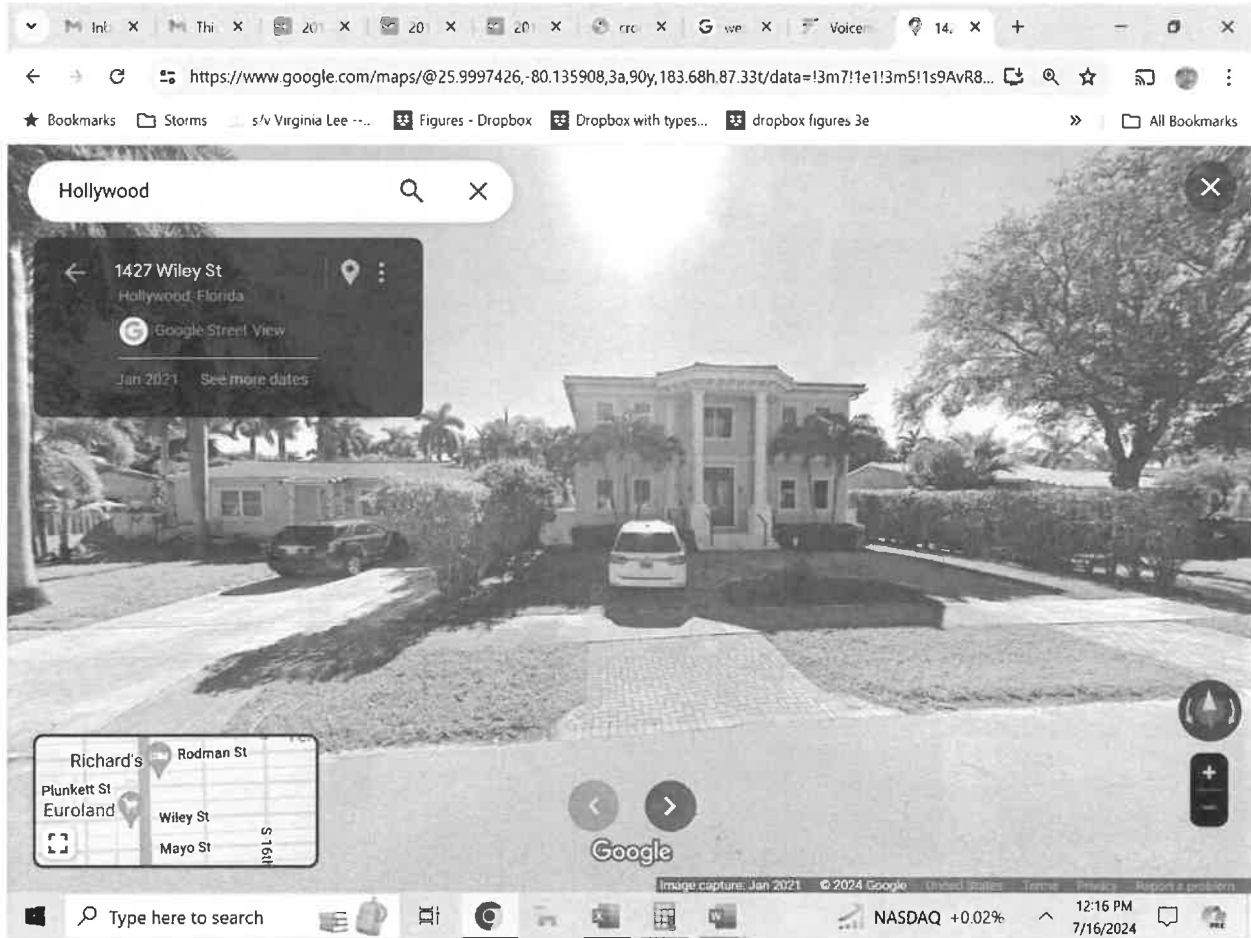 Inb
Thi
201
201
201
cro
we
Voicem
14.
https://www.google.com/maps/@25.9997426,-80.135908,3a,90y,183.68h,87.33t/data=!3m7!1e1!3m5!1s9AvR8...
Bookmarks
Storms
s/v Virginia Lee --..
Figures - Dropbox
Dropbox with types...
dropbox figures 3e
»
All Bookmarks
Hollywood
1427 Wiley St
Hollywood, Florida
Google Street View
Jan 2021 See more dates
Richard's
Rodman St
Plunkett St
Euroland
Wiley St
Mayo St
S 16th
Google
Image capture: Jan 2021 © 2024 Google United States Terms Privacy Report a problem
Type here to search
NASDAQ +0.02%
12:16 PM
7/16/2024